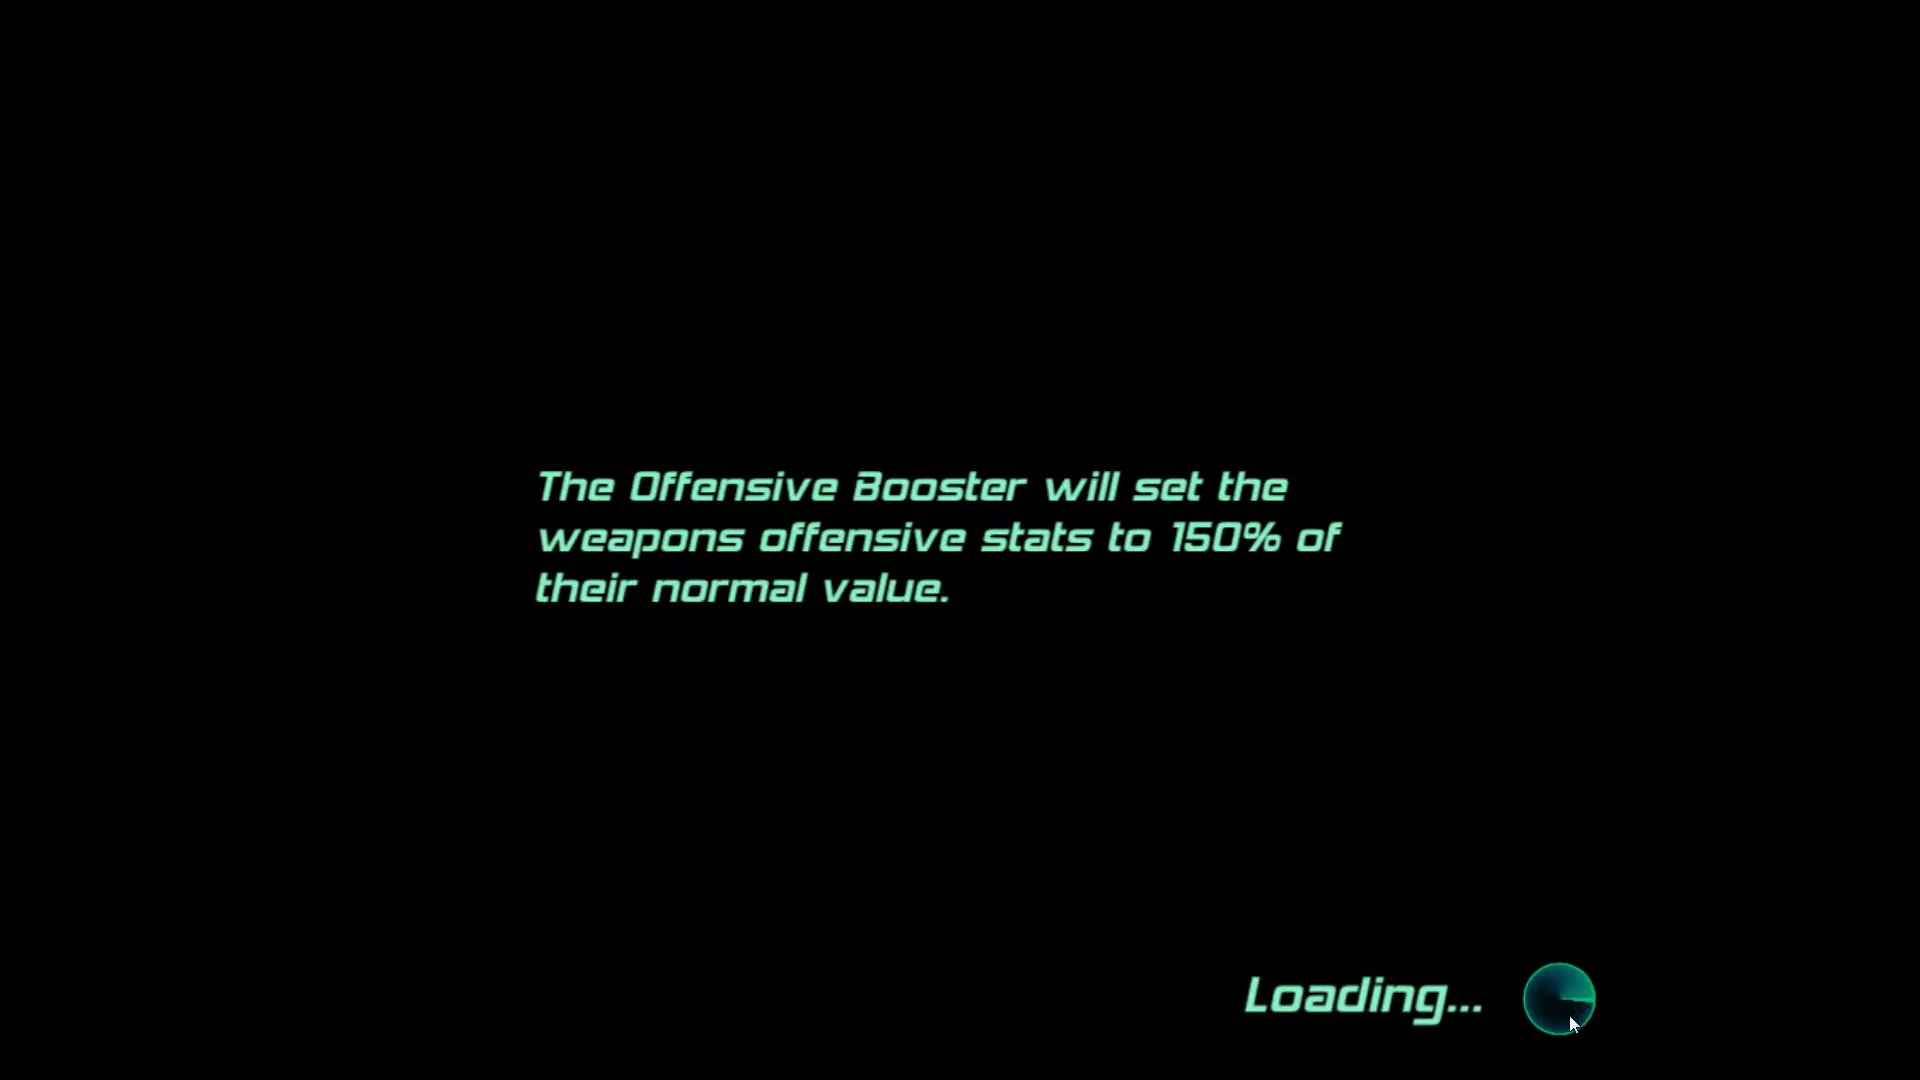 The Offensive Booster will set the
weapons offensive stats to 150% of
their normal value.
Loading...